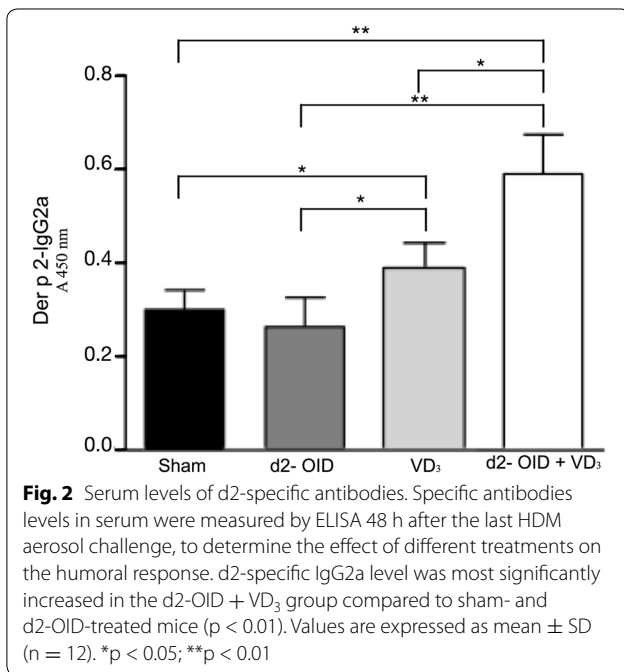 **
0.8
*
**
0.6
*
*
Der p 2-IgG2a
A 450 nm
0.4
0.2
0.0
Sham d2- OID VD₃ d2- OID + VD₃
Fig. 2 Serum levels of d2-specific antibodies. Specific antibodies
levels in serum were measured by ELISA 48 h after the last HDM
aerosol challenge, to determine the effect of different treatments on
the humoral response. d2-specific IgG2a level was most significantly
increased in the d2-OID + VD₃ group compared to sham- and
d2-OID-treated mice (p < 0.01). Values are expressed as mean ± SD
(n = 12). *p < 0.05; **p < 0.01